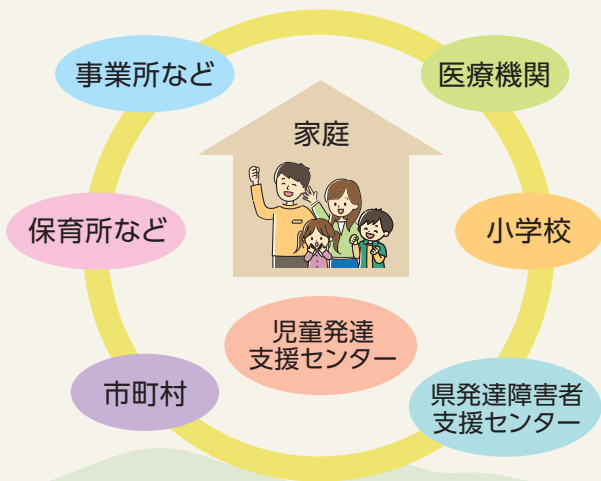 事業所など
医療機関
家庭
保育所など
小学校
児童発達
支援センター
市町村
県発達障害者
支援センター